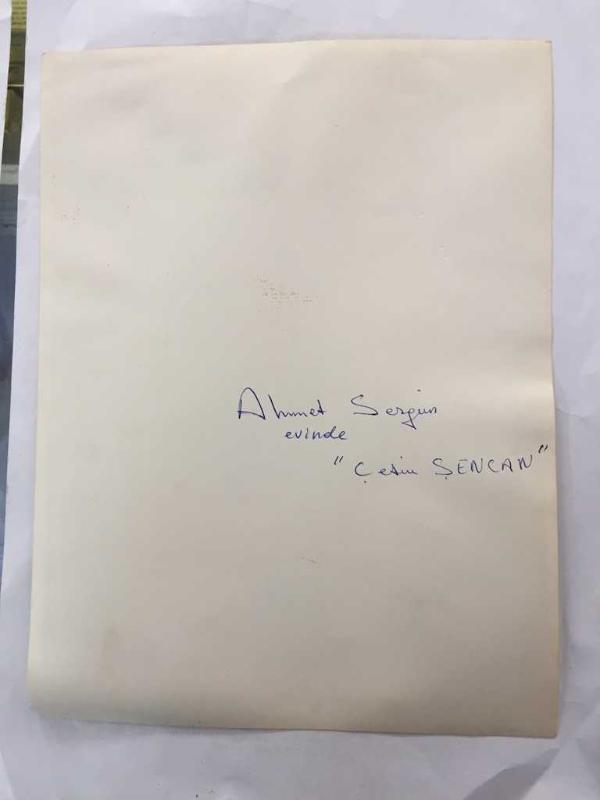 Ahmet Sezgin
evinde
" Çetin ŞENCAN "